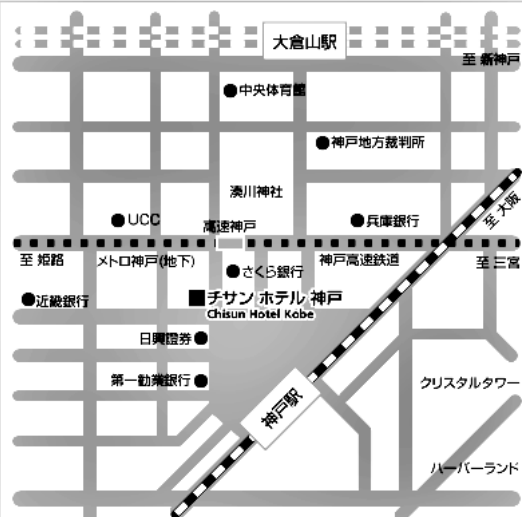 大倉山駅
至 新神戸
中央体育館
神戸地方裁判所
湊川神社
UCC
高速神戸
兵庫銀行
至 大阪
至 姫路
メトロ神戸(地下)
さくら銀行
神戸高速鉄道
至 三宮
近畿銀行
チサン ホテル 神戸
Chisun Hotel Kobe
日興證券
第一勧業銀行
神戸駅
クリスタルタワー
ハーバーランド